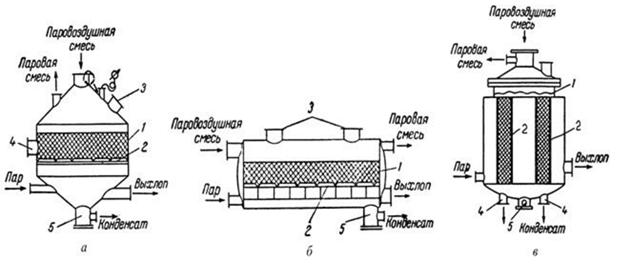 а
Паровоздушная
смесь
Паровая
смесь
3
1
4
2
Пар
Выхлоп
5
Конденсат
а
3
Паровоздушная
смесь
Паровая
смесь
1
Пар
Выхлоп
2
5
Конденсат
б
Паровоздушная
смесь
Паровая
смесь
1
2
2
Пар
Выхлоп
4
5
4
Конденсат
в